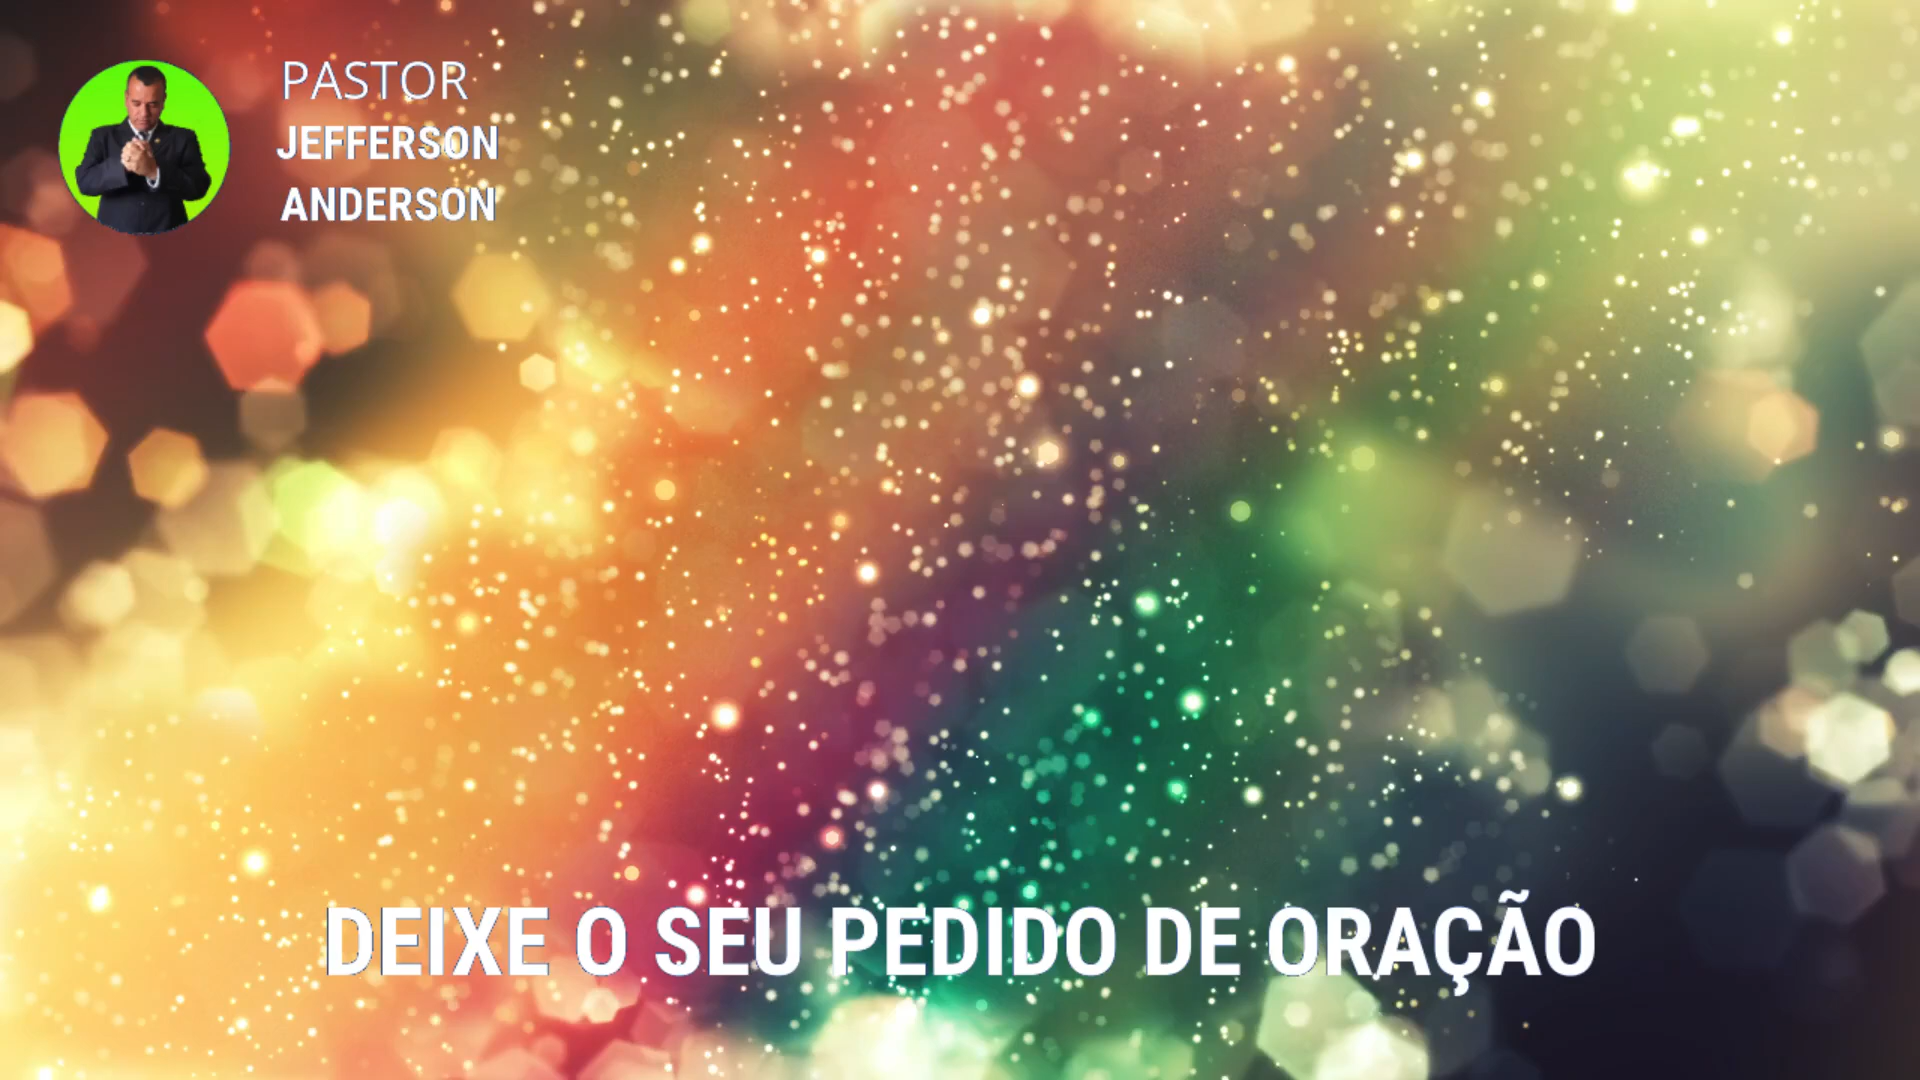 PASTOR
JEFFERSON
ANDERSON
DEIXE O SEU PEDIDO DE ORAÇÃO